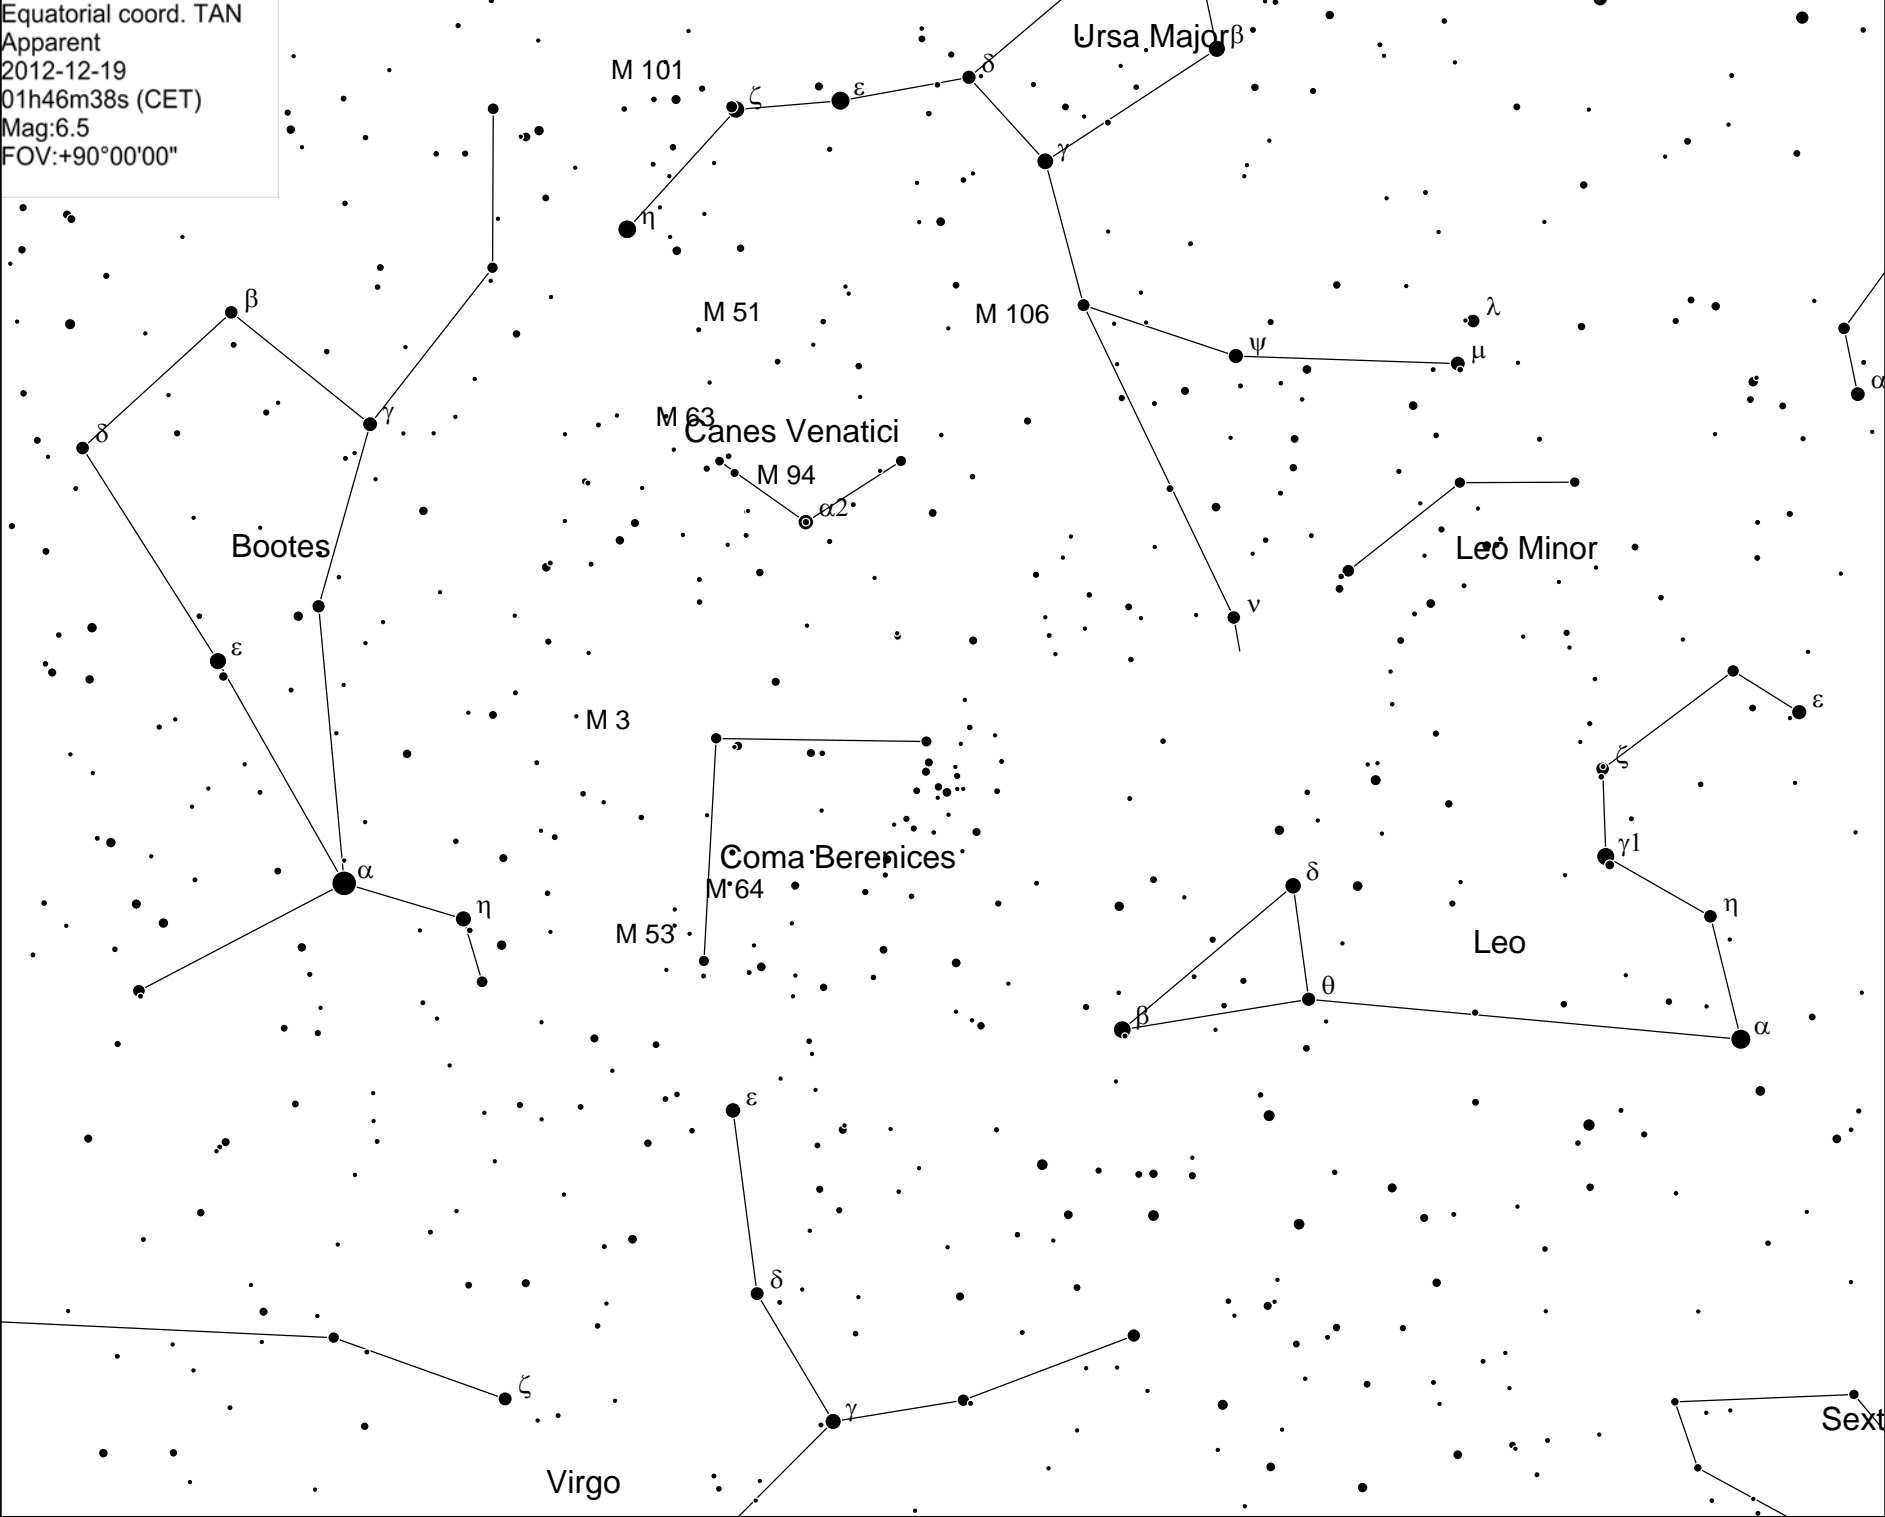 Equatorial coord. TAN
Apparent
2012-12-19
01h46m38s (CET)
Mag:6.5
FOV:+90°00'00"
Ursa Major
β
δ
M 101
ζ
ε
γ
η
β
M 51
M 106
λ
ψ
μ
α
δ
γ
M 63
Canes Venatici
M 94
α2
Bootes
Leo Minor
ν
ε
M 3
ε
ζ
γ1
Coma Berenices
α
M 64
δ
η
η
M 53
Leo
θ
β
α
ε
δ
ζ
γ
Sext
Virgo